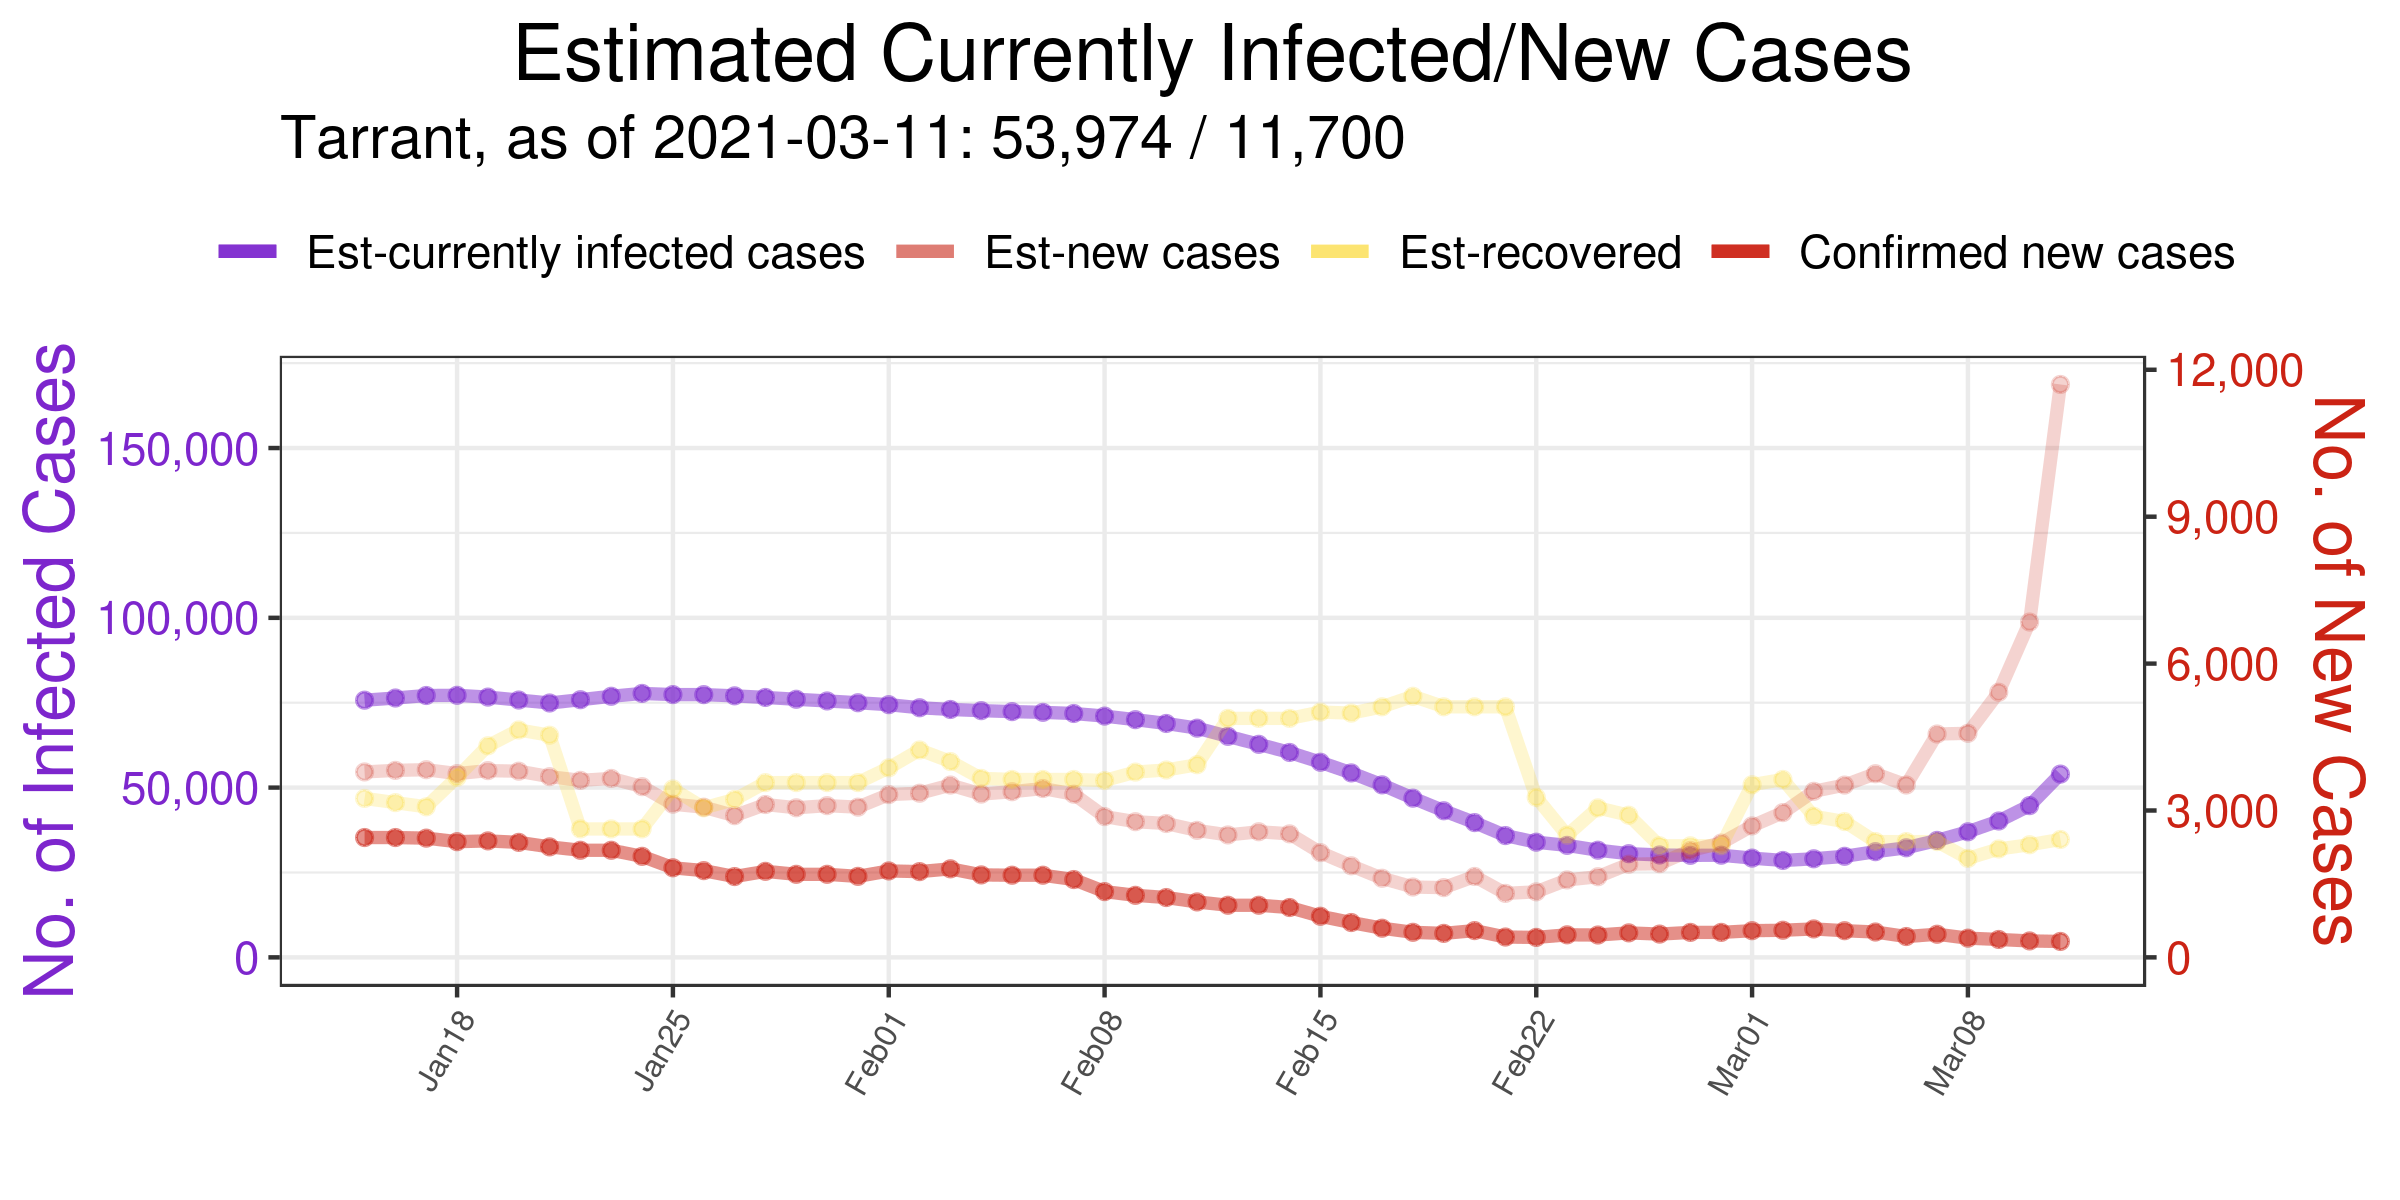 Estimated Currently Infected/New Cases
Tarrant, as of 2021-03-11: 53,974 / 11,700
Est-currently infected cases Est-new cases Est-recovered Confirmed new cases
No. of Infected Cases
150,000
100,000
50,000
0
12,000
9,000
6,000
3,000
0
No. of New Cases
Jan18 Jan25 Feb01 Feb08 Feb15 Feb22 Mar01 Mar08